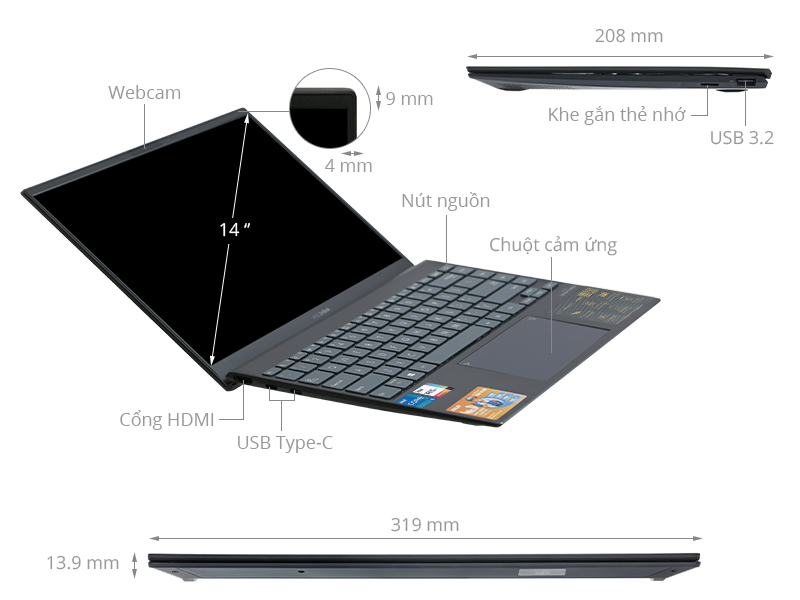 208 mm
Webcam
9 mm
Khe gắn thẻ nhớ
USB 3.2
4 mm
Nút nguồn
14 “
Chuột cảm ứng
Cổng HDMI
USB Type-C
319 mm
13.9 mm